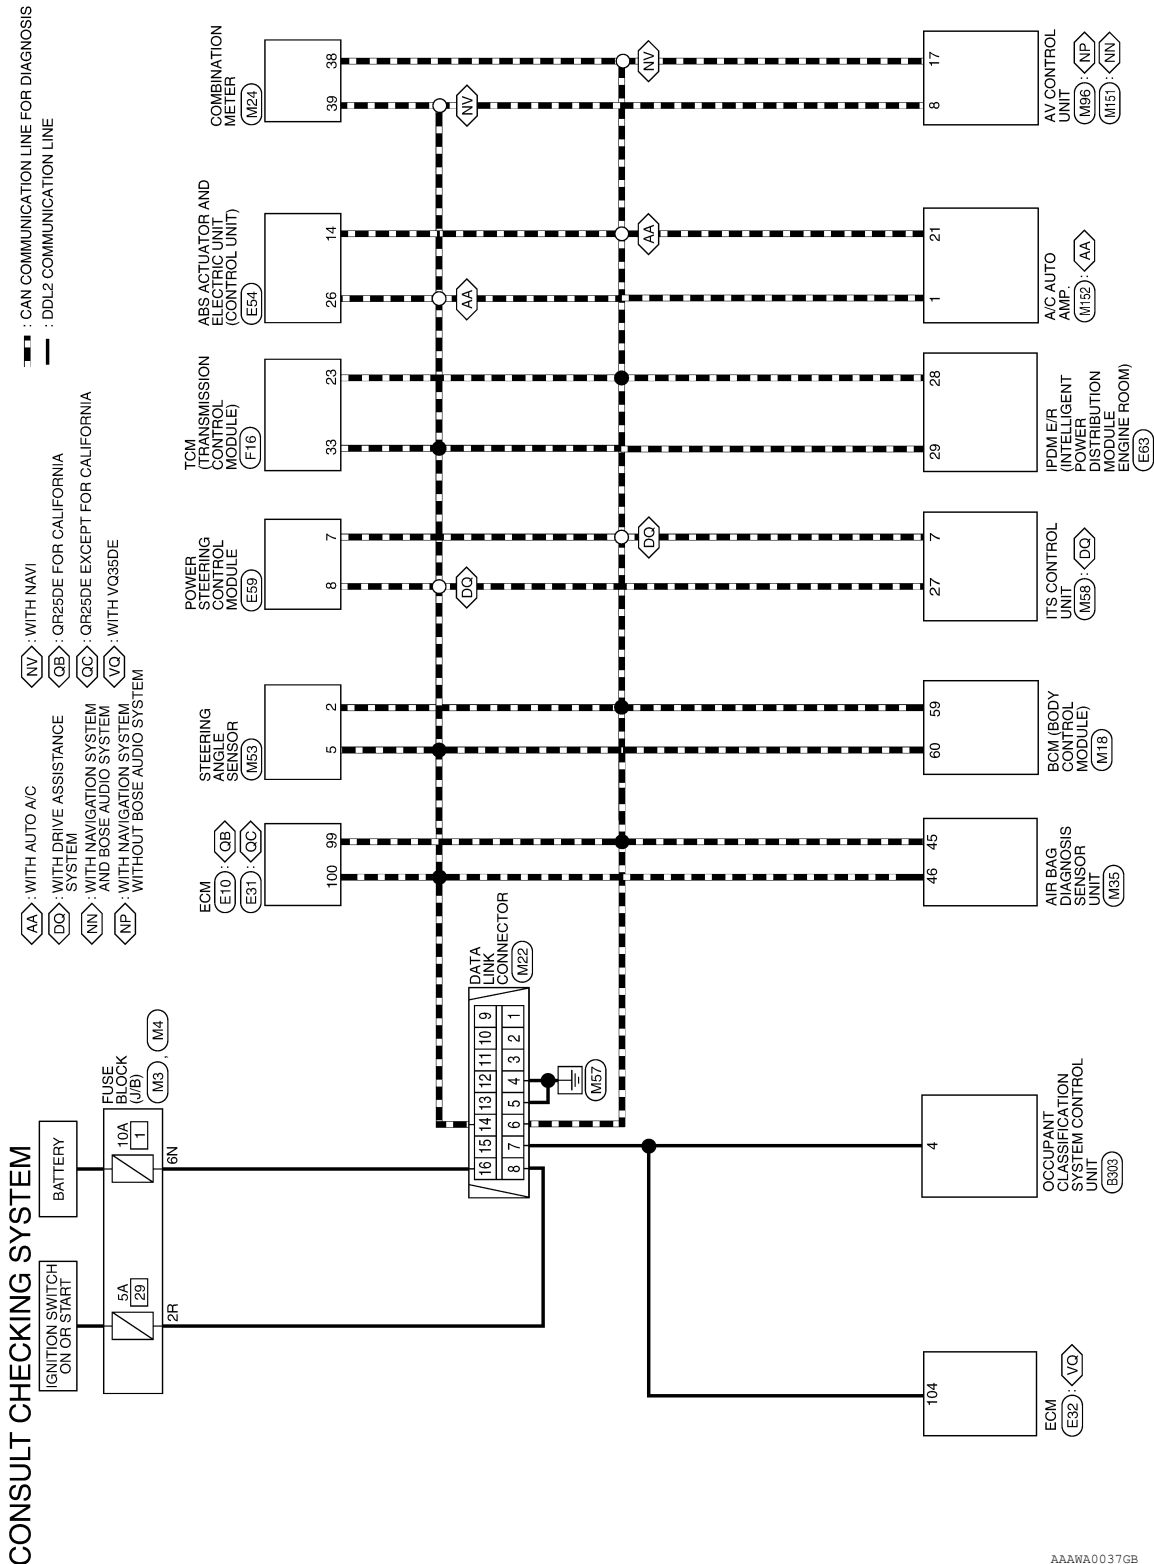 CONSULT CHECKING SYSTEM
IGNITION SWITCH
ON OR START
BATTERY
5A
29
10A
1
2R
6N
FUSE
BLOCK
(J/B)
M3 , M4
AA : WITH AUTO A/C
DQ : WITH DRIVE ASSISTANCE
SYSTEM
NN : WITH NAVIGATION SYSTEM
AND BOSE AUDIO SYSTEM
NP : WITH NAVIGATION SYSTEM
WITHOUT BOSE AUDIO SYSTEM
NV : WITH NAVI
QB : QR25DE FOR CALIFORNIA
QC : QR25DE EXCEPT FOR CALIFORNIA
VQ : WITH VQ35DE
: CAN COMMUNICATION LINE FOR DIAGNOSIS
: DDL2 COMMUNICATION LINE
ECM
E10 : QB
E31 : QC
100 99
STEERING
ANGLE
SENSOR
M53
5 2
POWER
STEERING
CONTROL
MODULE
E59
8 7
TCM
(TRANSMISSION
CONTROL
MODULE)
F16
33 23
ABS ACTUATOR AND
ELECTRIC UNIT
(CONTROL UNIT)
E54
26 14
COMBINATION
METER
M24
39 38
DQ
AA
NV
DATA
LINK
CONNECTOR
M22
16 15 14 13 12 11 10 9
8 7 6 5 4 3 2 1
M57
DQ
AA
NV
104
ECM
E32 : VQ
4
OCCUPANT
CLASSIFICATION
SYSTEM CONTROL
UNIT
B303
46 45
AIR BAG
DIAGNOSIS
SENSOR
UNIT
M35
60 59
BCM (BODY
CONTROL
MODULE)
M18
27 7
ITS CONTROL
UNIT
M58 : DQ
29 28
IPDM E/R
(INTELLIGENT
POWER
DISTRIBUTION
MODULE
ENGINE ROOM)
E63
1 21
A/C AUTO
AMP.
M152 : AA
8 17
AV CONTROL
UNIT
M96 : NP
M151 : NN
AAAWA0037GB